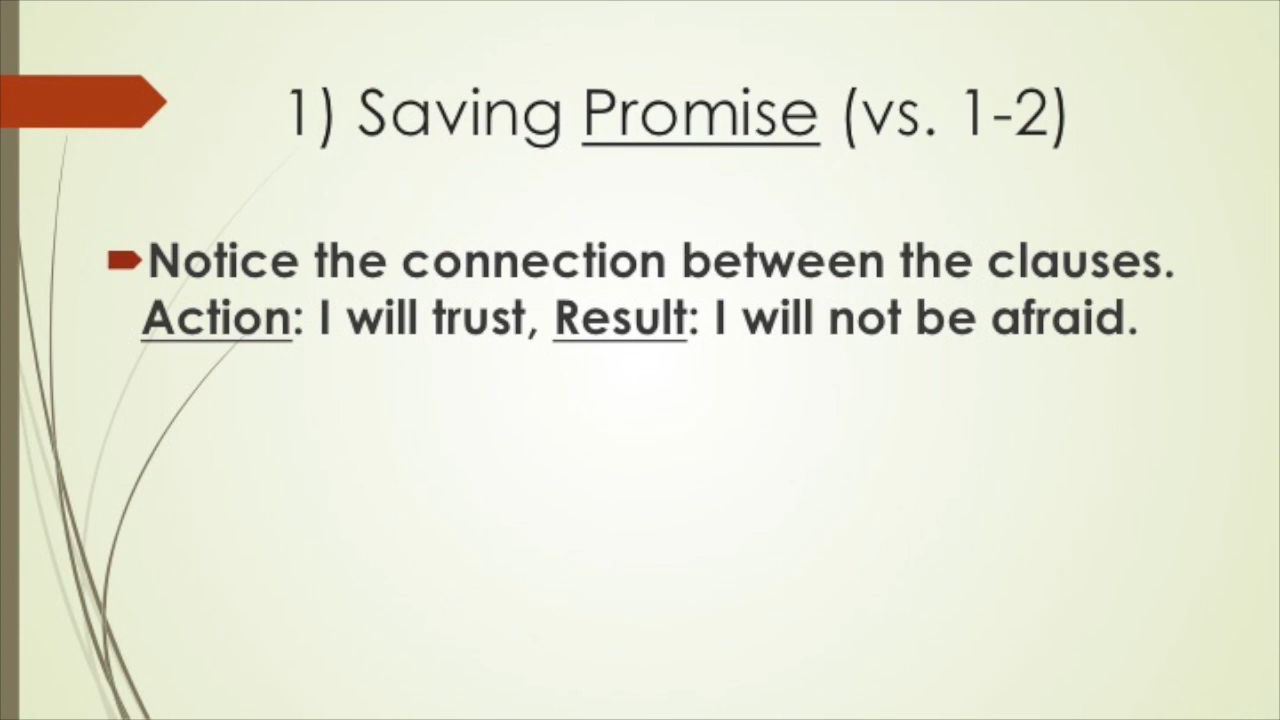 1) Saving Promise (vs. 1-2)
Notice the connection between the clauses.
Action: I will trust, Result: I will not be afraid.